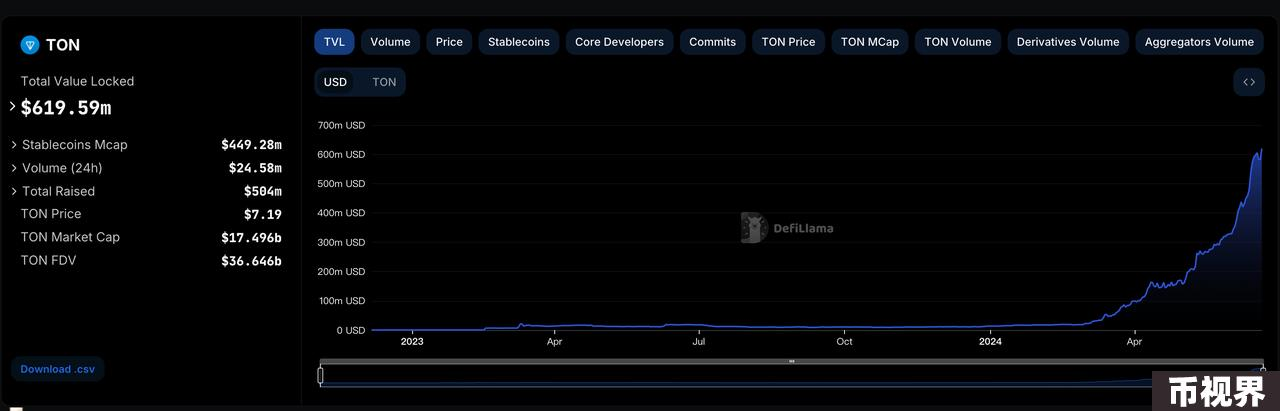 TON
Total Value Locked
$619.59m
Stablecoins Mcap $449.28m
Volume (24h) $24.58m
Total Raised $504m
TON Price $7.19
TON Market Cap $17.496b
TON FDV $36.646b
Download .csv
TVL Volume Price Stablecoins Core Developers Commits TON Price TON MCap TON Volume Derivatives Volume Aggregators Volume
USD TON
700m USD
600m USD
500m USD
400m USD
300m USD
200m USD
100m USD
0 USD
DefiLlama
2023 Apr Jul Oct 2024 Apr
币视界